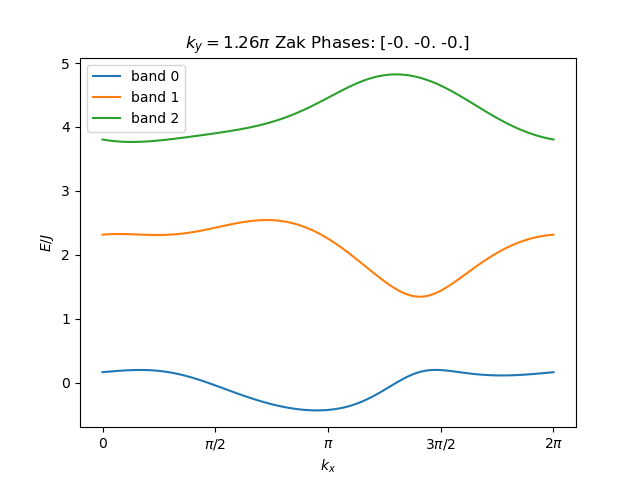 $k_y = 1.26\pi$ Zak Phases: [-0. -0. -0.]
band 0
band 1
band 2
5
4
3
2
1
0
E/J
0 π/2 π 3π/2 2π
$k_x$